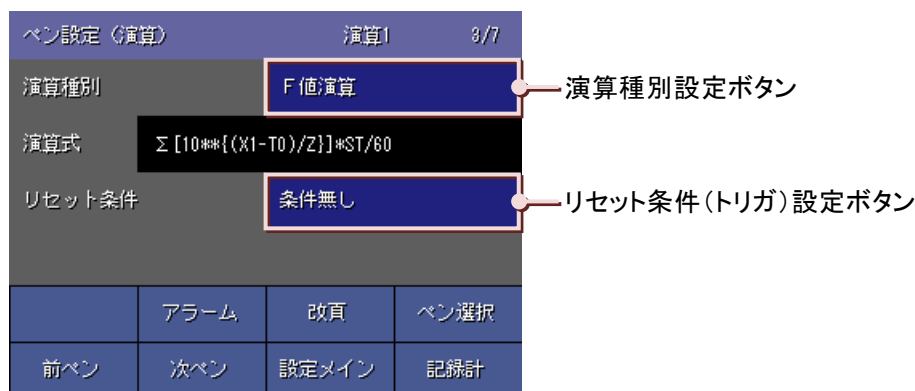 ペン設定（演算） 演算1 3/7
演算種別 F値演算
演算種別設定ボタン
演算式 Σ[10**{(X1-T0)/Z}]*ST/60
リセット条件 条件無し
リセット条件（トリガ）設定ボタン
アラーム 改頁 ペン選択
前ペン 次ペン 設定メイン 記録計